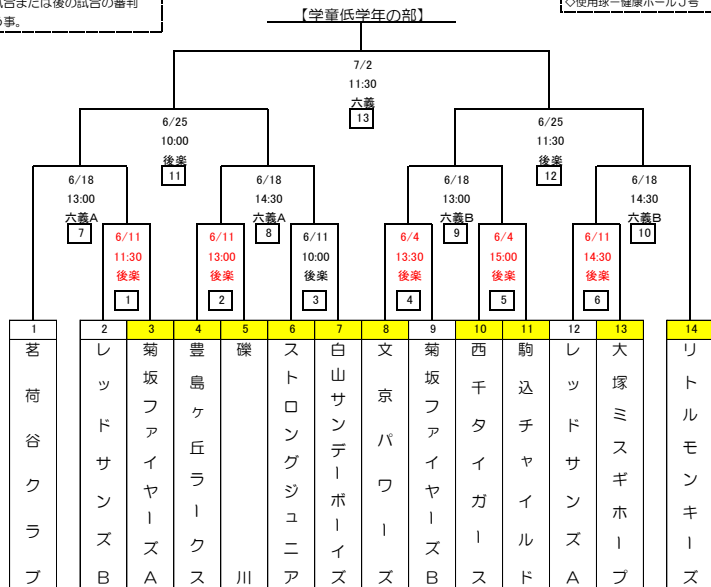 試合または後の試合の審判
事。
【学童低学年の部】
◇使用球ー健康ボールJ号
7/2
11:30
六義
13
6/25
10:00
後楽
11
6/25
11:30
後楽
12
6/18
13:00
六義A
7
6/18
14:30
六義A
8
6/18
13:00
六義B
9
6/18
14:30
六義B
10
6/11
11:30
後楽
1
6/11
13:00
後楽
2
6/11
10:00
後楽
3
6/4
13:30
後楽
4
6/4
15:00
後楽
5
6/11
14:30
後楽
6
1 茗荷谷クラブ
2 レッドサンズB
3 菊坂ファイヤーズA
4 豊島ヶ丘ラークス
5 礫川
6 ストロングジュニア
7 白山サンデーボーイズ
8 文京パワーズ
9 菊坂ファイヤーズB
10 西千タイガース
11 駒込チャイルド
12 レッドサンズA
13 大塚ミスギホープ
14 リトルモンキーズ